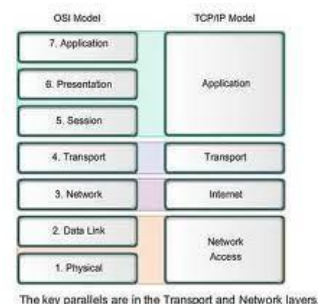 OSI Model
TCP/IP Model
7. Application
6. Presentation
5. Session
Application
4. Transport
Transport
3. Network
Internet
2. Data Link
1. Physical
Network
Access
The key parallels are in the Transport and Network layers